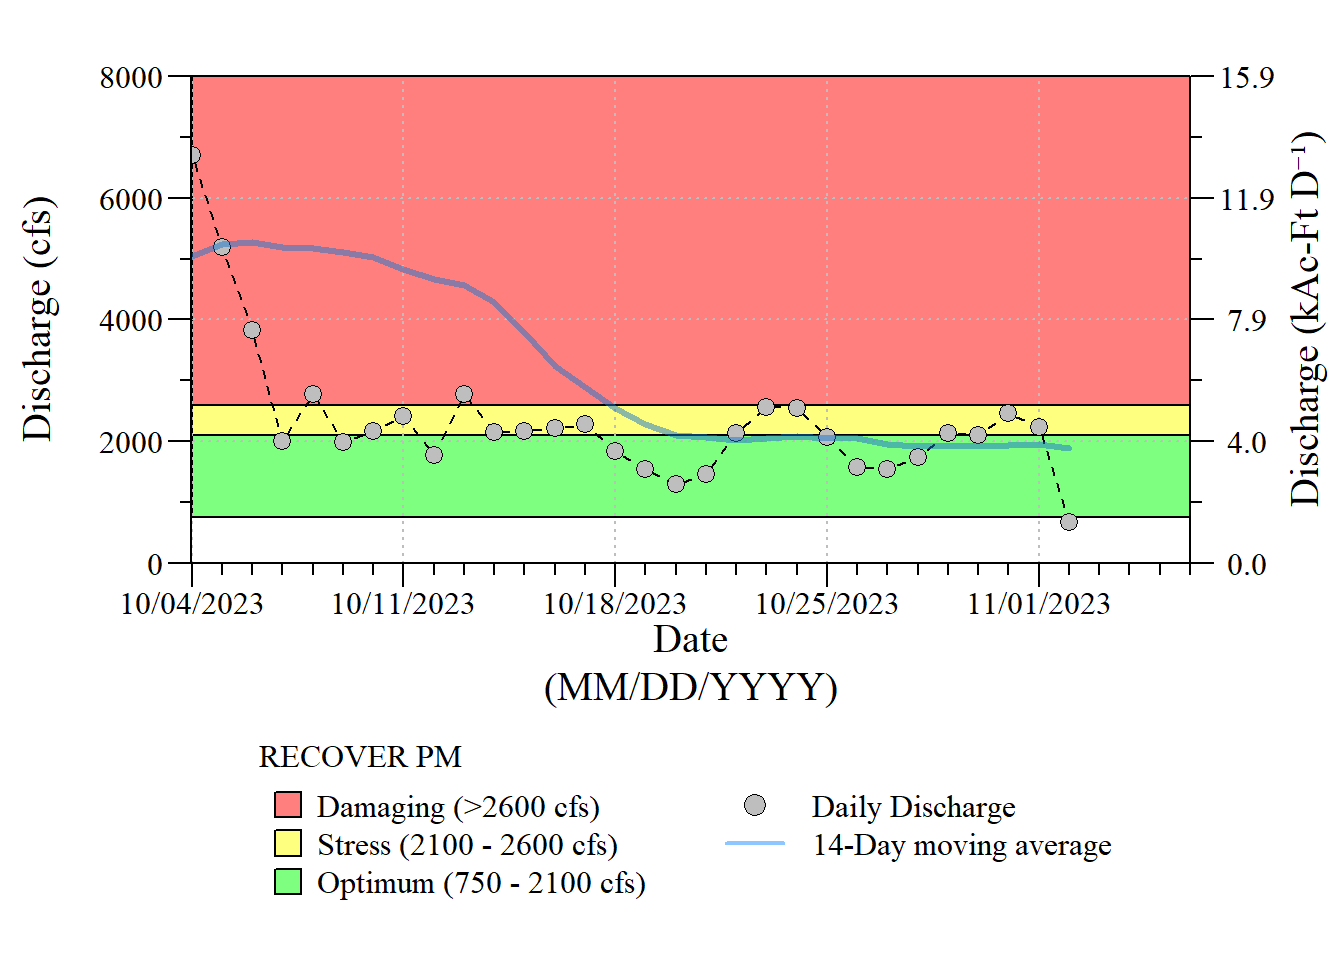 8000
6000
4000
2000
0
Discharge (cfs)
15.9
11.9
7.9
4.0
0.0
Discharge (kAc-Ft D⁻¹)
10/04/2023 10/11/2023 10/18/2023 10/25/2023 11/01/2023
Date
(MM/DD/YYYY)
RECOVER PM
Damaging (>2600 cfs)
Stress (2100 - 2600 cfs)
Optimum (750 - 2100 cfs)
Daily Discharge
14-Day moving average